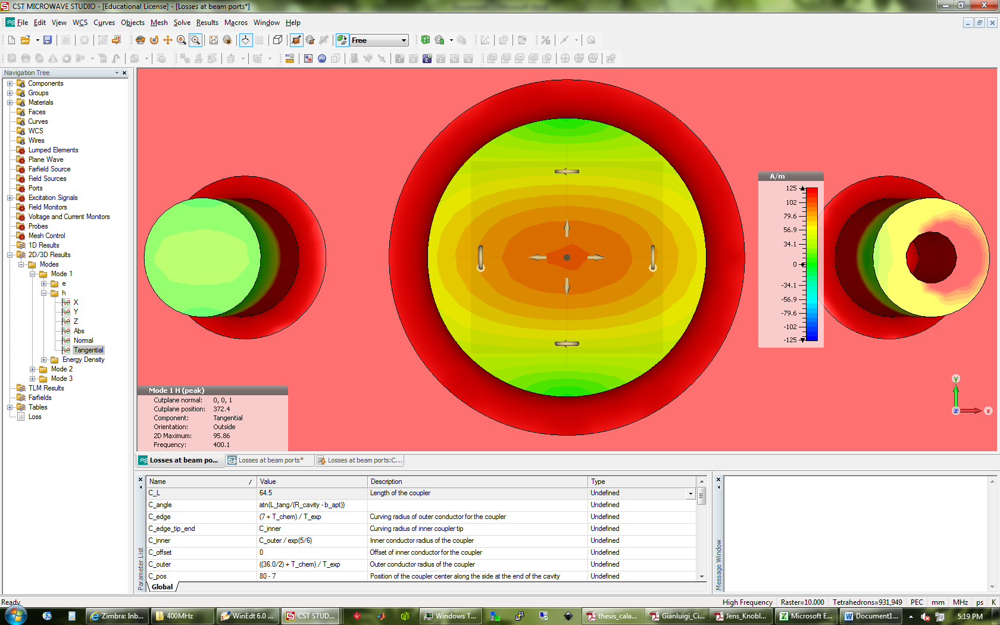 CST MICROWAVE STUDIO - [Educational License] - [Losses at beam ports*]
File Edit View WCS Curves Objects Mesh Solve Results Macros Window Help
Free
Navigation Tree
Components
Groups
Materials
Faces
Curves
WCS
Wires
Lumped Elements
Plane Wave
Farfield Source
Field Sources
Ports
Excitation Signals
Field Monitors
Voltage and Current Monitors
Probes
Mesh Control
1D Results
2D/3D Results
Modes
Mode 1
e
h
X
Y
Z
Abs
Normal
Tangential
Energy Density
Mode 2
Mode 3
TLM Results
Farfields
Tables
Loss
A/m
125
102
79.6
56.9
34.1
0
-34.1
-56.9
-79.6
-102
-125
y
z
x
Mode 1 H (peak)
Cutplane normal: 0, 0, 1
Cutplane position: 372.4
Component: Tangential
Orientation: Outside
2D Maximum: 95.86
Frequency: 400.1
Losses at beam po... Losses at beam ports* Losses at beam ports:C...
Parameter List
Name / Value Description Type
C_L 64.5 Length of the coupler Undefined
C_angle atn(L_tang/(R_cavity - b_apt)) Undefined
C_edge (7 + T_chem) / T_exp Curving radius of outer conductor for the coupler Undefined
C_edge_tip_end C_inner Curving radius of inner coupler tip Undefined
C_inner C_outer / exp(5/6) Inner conductor radius of the coupler Undefined
C_offset 0 Offset of inner conductor for the coupler Undefined
C_outer ((36.0/2) + T_chem) / T_exp Outer conductor radius of the coupler Undefined
C_pos 80 - 7 Position of the coupler center along the side at the end of the cavity Undefined
Global
Message Window
Ready High Frequency Raster=10.000 Tetrahedrons=931,949 PEC mm MHz ps K
Zimbra: Inb... 400MHz WinEdt 6.0 ... CST STUD... Windows T... thesis_cala... Gianluigi_Ci... Jens_Knobl... Microsoft E... Document1... 5:19 PM